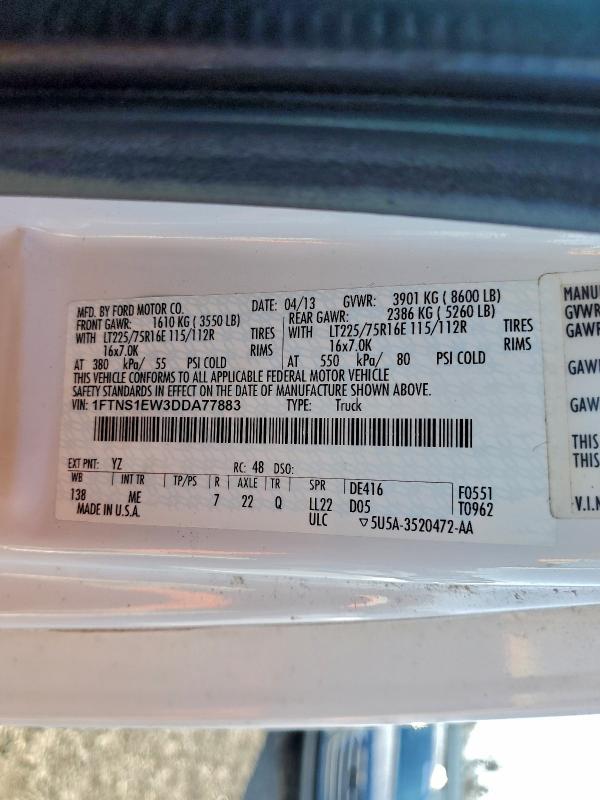 MFD. BY FORD MOTOR CO. DATE: 04/13 GVWR: 3901 KG ( 8600 LB)
FRONT GAWR: 1610 KG ( 3550 LB) REAR GAWR: 2386 KG ( 5260 LB)
WITH LT225/75R16E 115/112R TIRES WITH LT225/75R16E 115/112R TIRES
16x7.0K RIMS 16x7.0K RIMS
AT 380 kPa/ 55 PSI COLD AT 550 kPa/ 80 PSI COLD
THIS VEHICLE CONFORMS TO ALL APPLICABLE FEDERAL MOTOR VEHICLE
SAFETY STANDARDS IN EFFECT ON THE DATE OF MANUFACTURE SHOWN ABOVE.
VIN: 1FTNS1EW3DDA77883 TYPE: Truck
EXT PNT: YZ RC: 48 DSO:
WB INT TR TP/PS R AXLE TR SPR DE416 F0551
138 ME 7 22 Q LL22 D05 T0962
MADE IN U.S.A. ULC ▽5U5A-3520472-AA
MANU
GVWR
GAWR
GAW
GAW
THIS
THIS
V.I.N